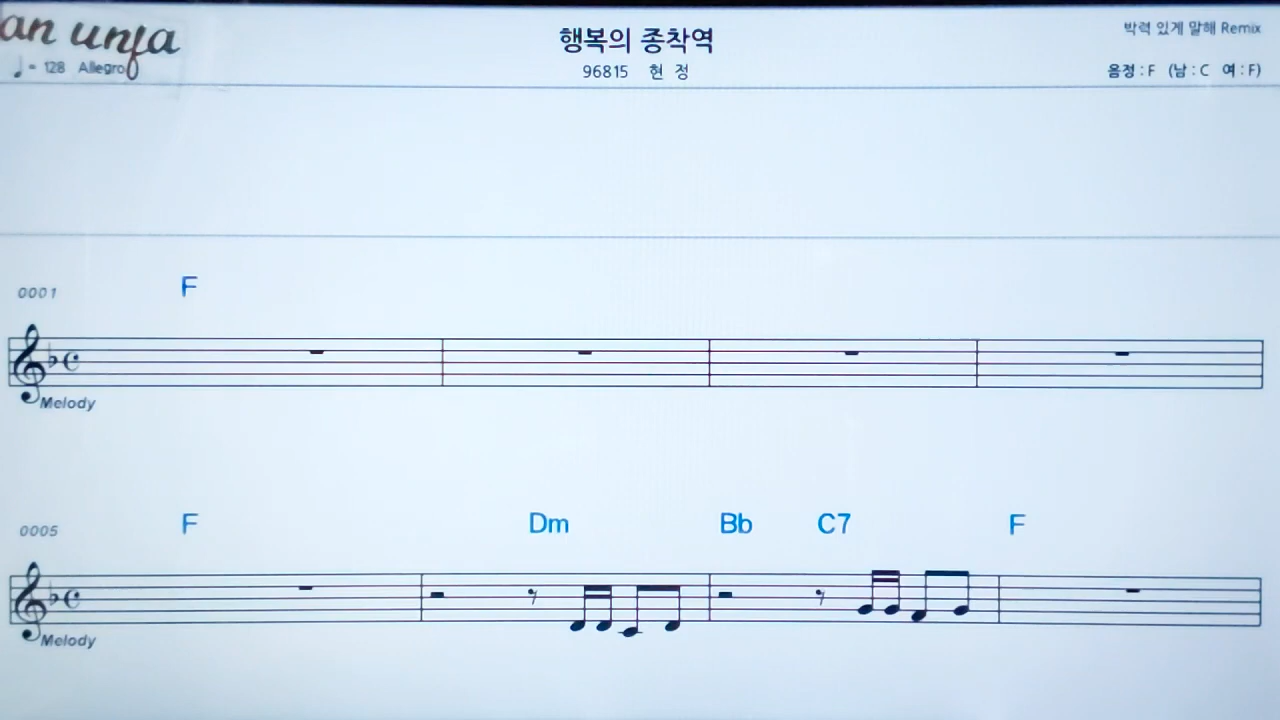 an unja
행복의 종착역
박력 있게 말해 Remix
♩= 128 Allegro
96815 현 정
음정 : F (남 : C 여 : F)
0001 F
Melody
0005 F Dm Bb C7 F
Melody